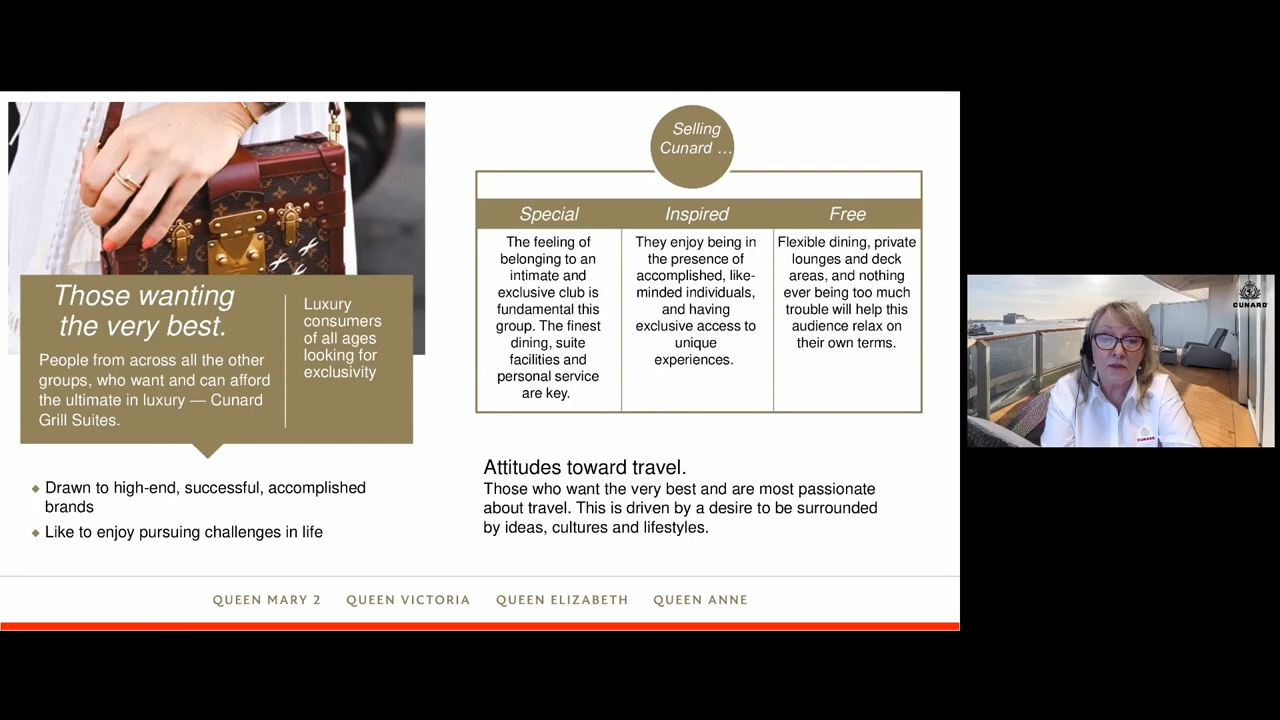 Those wanting
the very best.
People from across all the other
groups, who want and can afford
the ultimate in luxury — Cunard
Grill Suites.
Luxury
consumers
of all ages
looking for
exclusivity
◆ Drawn to high-end, successful, accomplished
brands
◆ Like to enjoy pursuing challenges in life
Selling
Cunard ...
Special
The feeling of
belonging to an
intimate and
exclusive club is
fundamental this
group. The finest
dining, suite
facilities and
personal service
are key.
Inspired
They enjoy being in
the presence of
accomplished, like-
minded individuals,
and having
exclusive access to
unique
experiences.
Free
Flexible dining, private
lounges and deck
areas, and nothing
ever being too much
trouble will help this
audience relax on
their own terms.
Attitudes toward travel.
Those who want the very best and are most passionate
about travel. This is driven by a desire to be surrounded
by ideas, cultures and lifestyles.
QUEEN MARY 2 QUEEN VICTORIA QUEEN ELIZABETH QUEEN ANNE
CUNARD
CUNARD